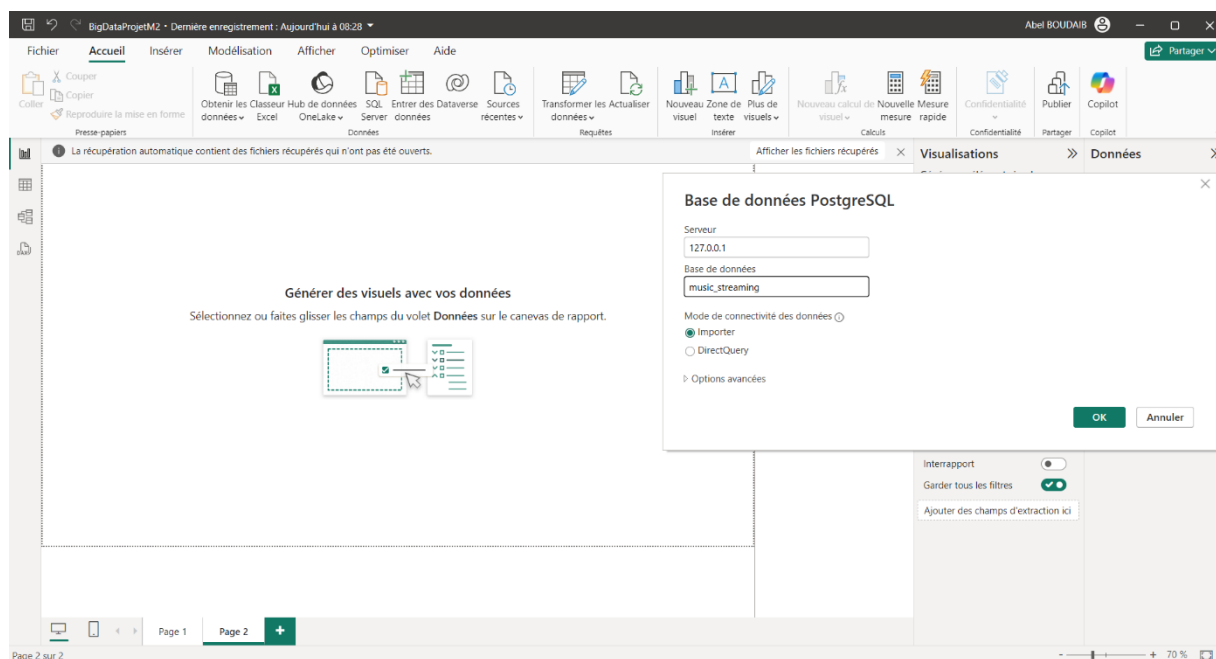 BigDataProjetM2 • Dernière enregistrement : Aujourd'hui à 08:28
Abel BOUDAIB
Fichier Accueil Insérer Modélisation Afficher Optimiser Aide
Partager
Coller
Couper
Copier
Reproduire la mise en forme
Presse-papiers
Obtenir les données
Classeur Excel
Hub de données OneLake
SQL Server
Entrer des données
Dataverse
Sources récentes
Données
Transformer les données
Actualiser
Requêtes
Nouveau visuel
Zone de texte
Plus de visuels
Insérer
Nouveau calcul de visuel
Nouvelle mesure
Mesure rapide
Calculs
Confidentialité
Confidentialité
Publier
Partager
Copilot
Copilot
La récupération automatique contient des fichiers récupérés qui n'ont pas été ouverts.
Afficher les fichiers récupérés
Visualisations
Données
Générer des visuels avec vos données
Sélectionnez ou faites glisser les champs du volet Données sur le canevas de rapport.
Base de données PostgreSQL
Serveur
127.0.0.1
Base de données
music_streaming
Mode de connectivité des données
Importer
DirectQuery
Options avancées
OK
Annuler
Interrapport
Garder tous les filtres
Ajouter des champs d'extraction ici
Page 1
Page 2
Page 2 sur 2
70 %